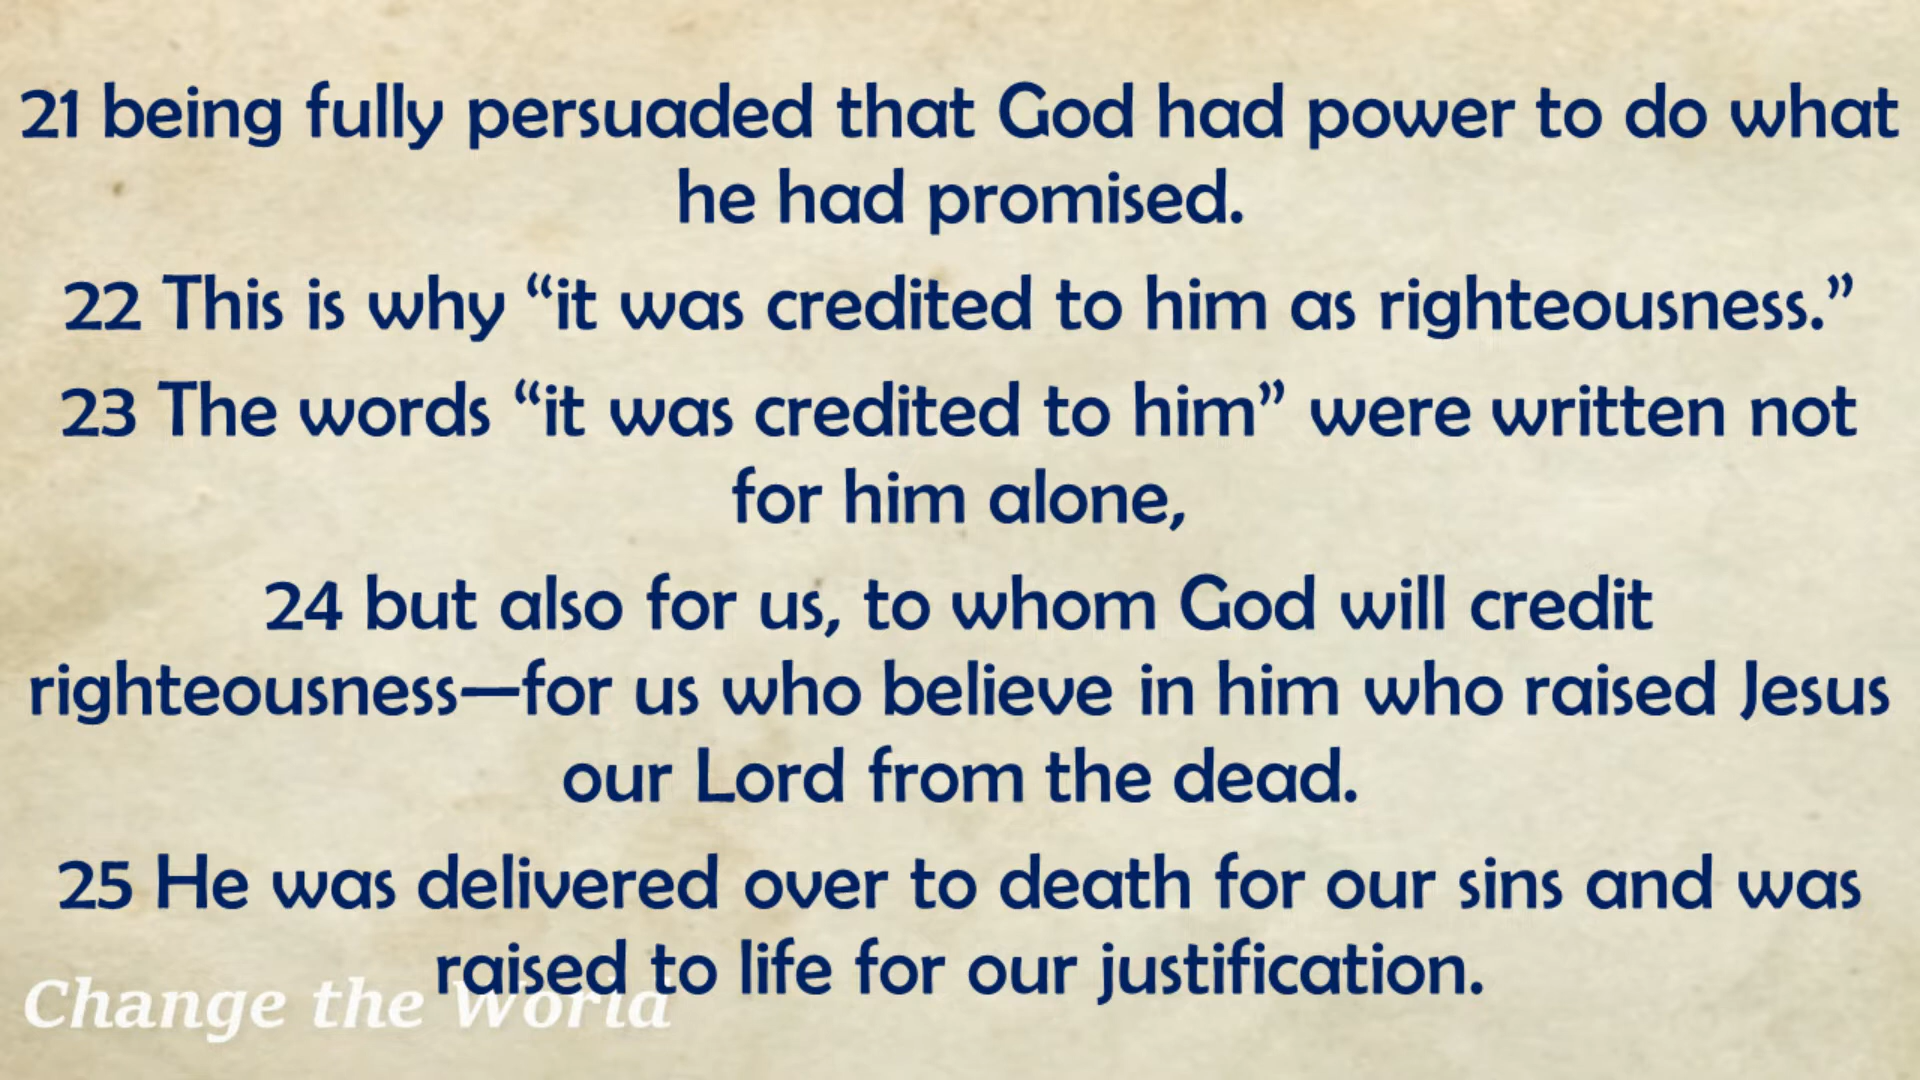 21 being fully persuaded that God had power to do what
he had promised.
22 This is why “it was credited to him as righteousness.”
23 The words “it was credited to him” were written not
for him alone,
24 but also for us, to whom God will credit
righteousness—for us who believe in him who raised Jesus
our Lord from the dead.
25 He was delivered over to death for our sins and was
raised to life for our justification.
Change the World